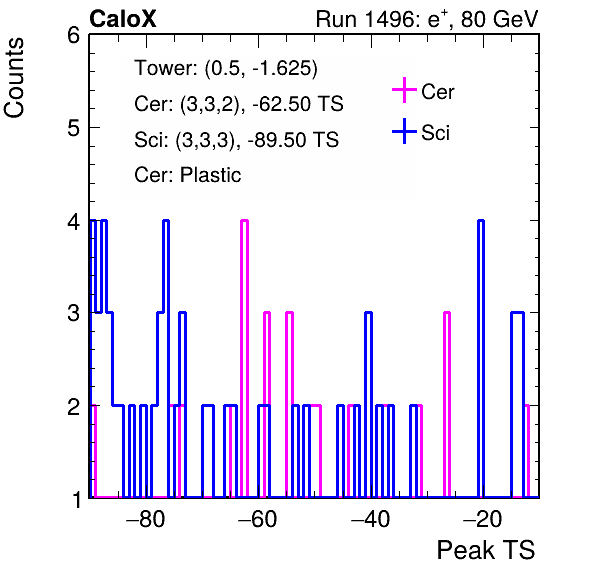 CaloX Run 1496: e⁺, 80 GeV
Counts
6
5
4
3
2
1
Tower: (0.5, -1.625)
Cer: (3,3,2), -62.50 TS
Sci: (3,3,3), -89.50 TS
Cer: Plastic
Cer
Sci
−80 −60 −40 −20
Peak TS